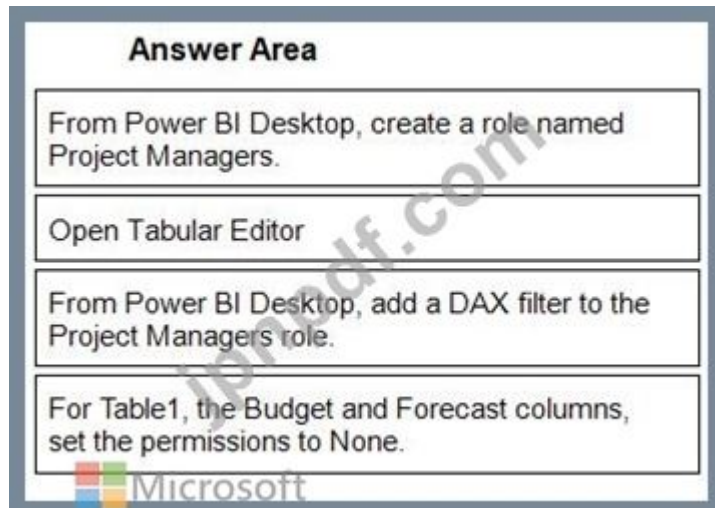 Answer Area
From Power BI Desktop, create a role named
Project Managers.
Open Tabular Editor
From Power BI Desktop, add a DAX filter to the
Project Managers role.
For Table1, the Budget and Forecast columns,
set the permissions to None.
jpnpdf.com
Microsoft